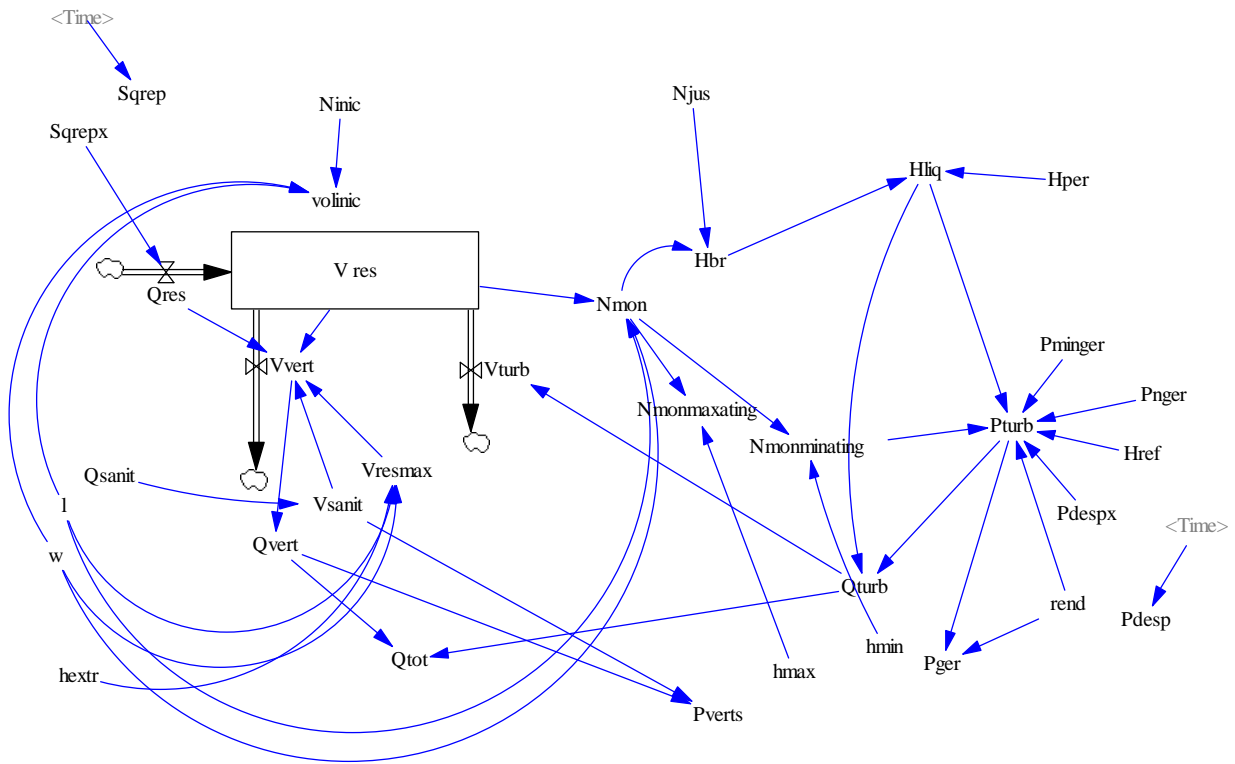 <Time>
Sqrep
Ninic
Njus
Sqrepx
Hliq
Hper
volinic
Hbr
V res
Qres
Nmon
Pminger
Vvert
Vturb
Pnger
Nmonmaxating
Pturb
Nmonminating
Href
Qsanit
Vresmax
l
Vsanit
Pdespx
<Time>
Qvert
w
Qturb
rend
Pdesp
hmin
Qtot
Pger
hextr
hmax
Pverts